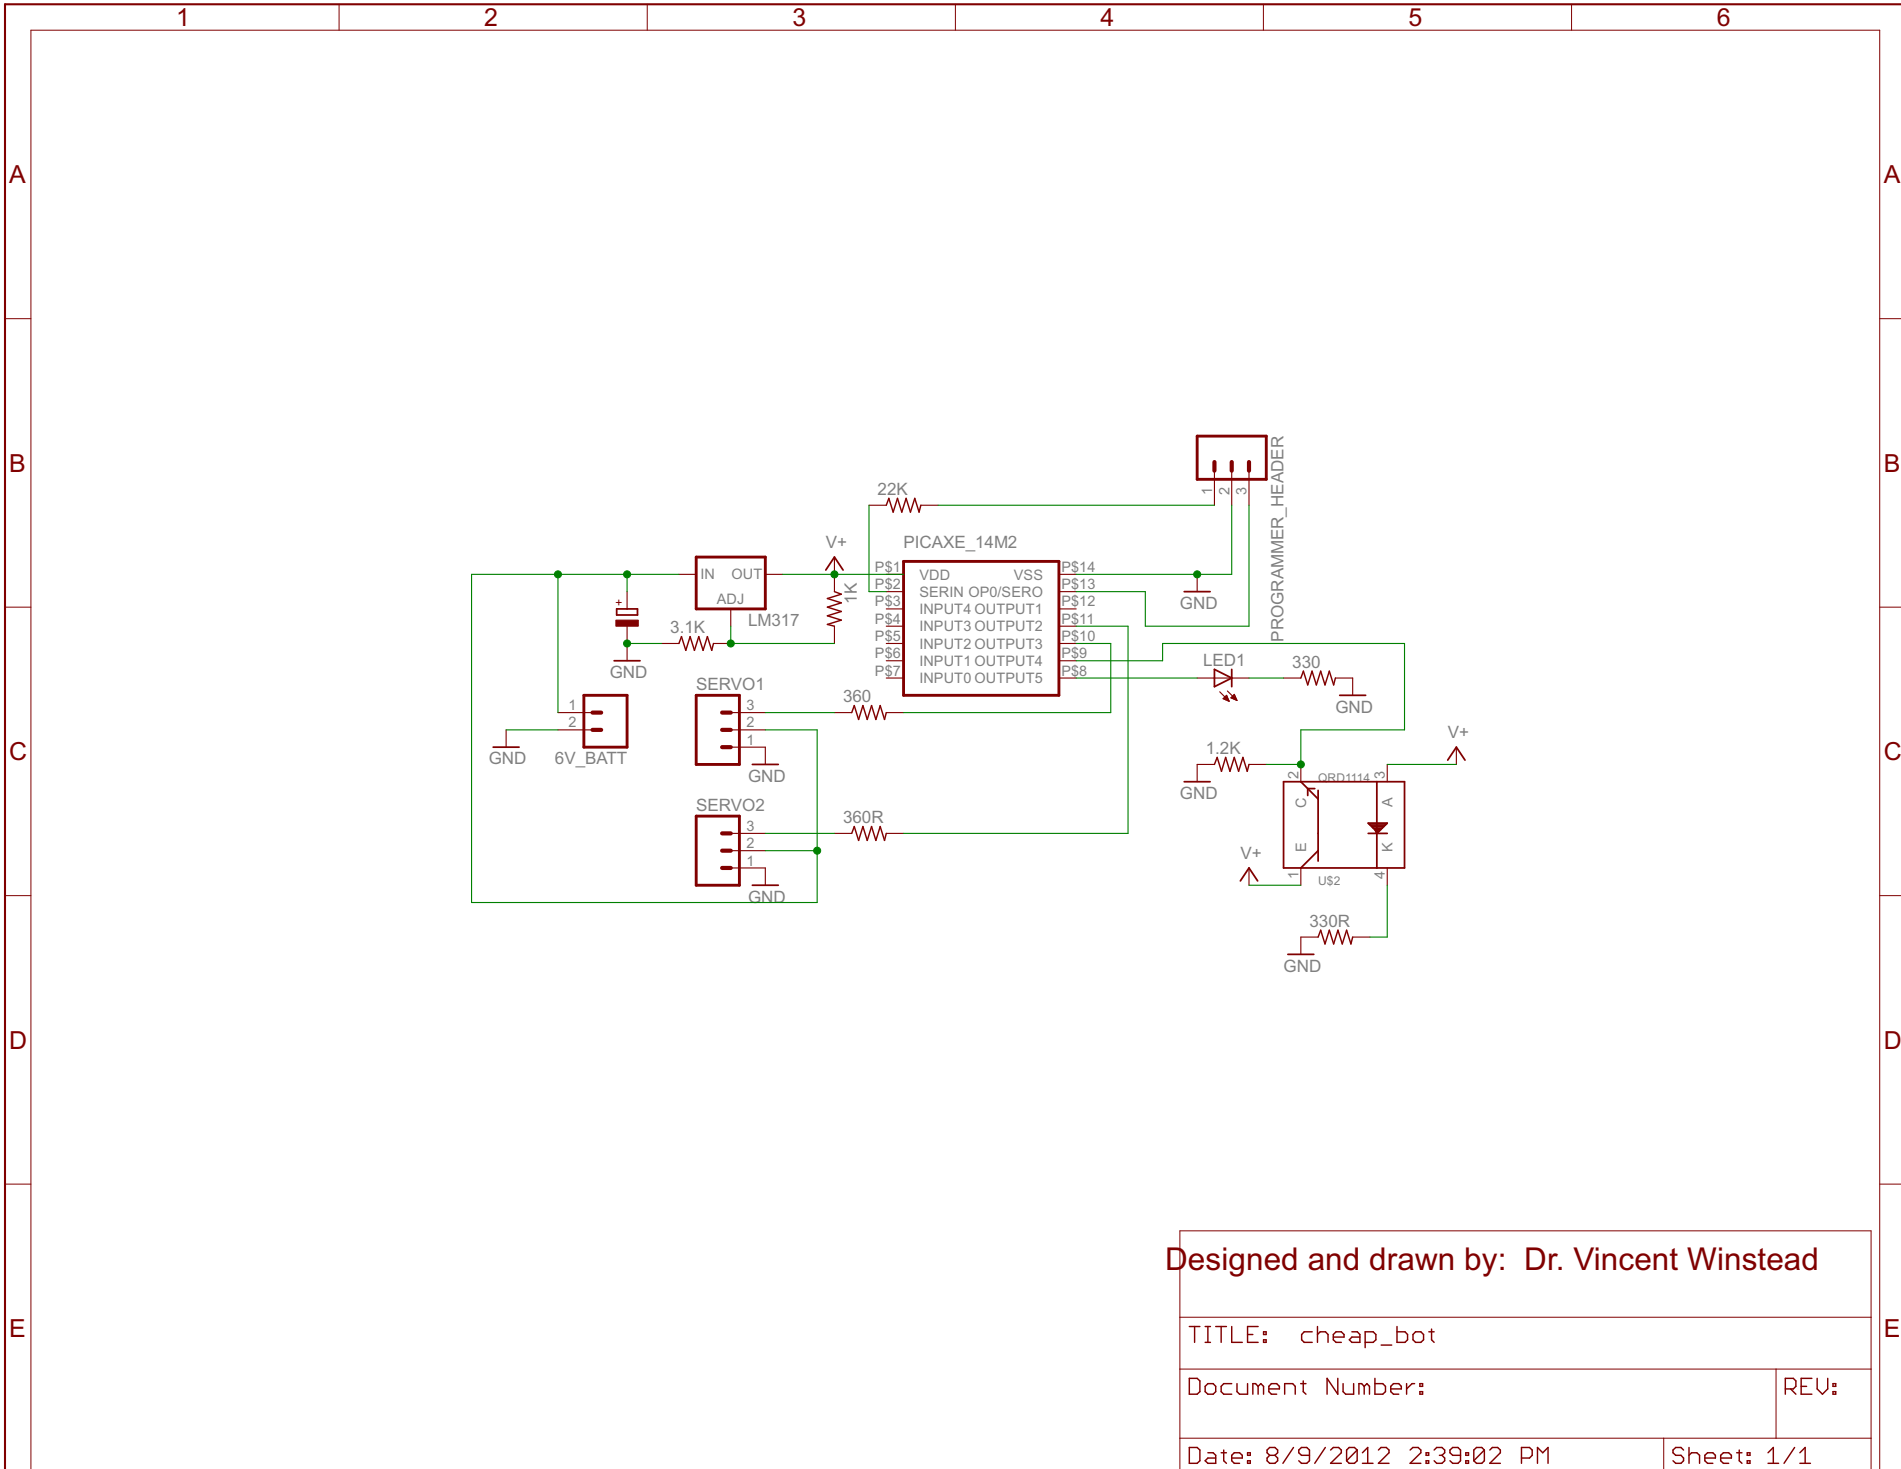 1 2 3 4 5 6
A A
B B
C C
D D
E E
PROGRAMMER_HEADER
1 2 3
22K
V+
PICAXE_14M2
IN OUT
ADJ
LM317
1K
3.1K
+
GND
P$1 VDD VSS P$14
P$2 SERIN OP0/SERO P$13
P$3 INPUT4 OUTPUT1 P$12
P$4 INPUT3 OUTPUT2 P$11
P$5 INPUT2 OUTPUT3 P$10
P$6 INPUT1 OUTPUT4 P$9
P$7 INPUT0 OUTPUT5 P$8
GND
LED1
330
GND
1
2
6V_BATT
GND
SERVO1
3
2
1
GND
360
SERVO2
3
2
1
GND
360R
1.2K
GND
V+
2 QRD1114 3
C A
E K
1 U$2 4
V+
330R
GND
Designed and drawn by: Dr. Vincent Winstead
TITLE: cheap_bot
Document Number:
REV:
Date: 8/9/2012 2:39:02 PM
Sheet: 1/1